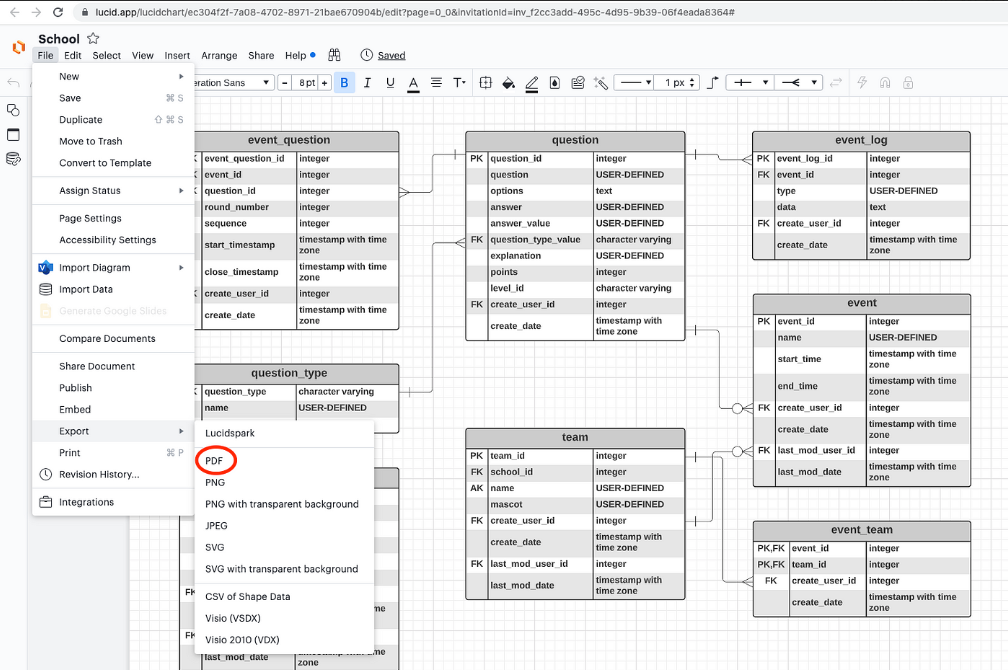 lucid.app/lucidchart/ec304f2f-7a08-4702-8971-21bae670904b/edit?page=0_0&invitationId=inv_f2cc3add-495c-4d95-9b39-06f4eada8364#
School
File Edit Select View Insert Arrange Share Help Saved
eration Sans 8 pt B I U A T 1 px
New
Save ⌘ S
Duplicate ⇧ ⌘ S
Move to Trash
Convert to Template
Assign Status
Page Settings
Accessibility Settings
Import Diagram
Import Data
Generate Google Slides
Compare Documents
Share Document
Publish
Embed
Export
Print ⌘ P
Revision History...
Integrations
Lucidspark
PDF
PNG
PNG with transparent background
JPEG
SVG
SVG with transparent background
CSV of Shape Data
Visio (VSDX)
Visio 2010 (VDX)
event_question
event_question_id integer
event_id integer
question_id integer
round_number integer
sequence integer
start_timestamp timestamp with time
zone
close_timestamp timestamp with time
zone
create_user_id integer
create_date timestamp with time
zone
question_type
question_type character varying
name USER-DEFINED
FK
me
FK
last_mod_date timestamp with time
zone
question
PK question_id integer
question USER-DEFINED
options text
answer USER-DEFINED
answer_value USER-DEFINED
FK question_type_value character varying
explanation USER-DEFINED
points integer
level_id character varying
FK create_user_id integer
create_date timestamp with
time zone
team
PK team_id integer
FK school_id integer
AK name USER-DEFINED
mascot USER-DEFINED
FK create_user_id integer
create_date timestamp with
time zone
FK last_mod_user_id integer
last_mod_date timestamp with
time zone
event_log
PK event_log_id integer
FK event_id integer
type USER-DEFINED
data text
FK create_user_id integer
create_date timestamp with time
zone
event
PK event_id integer
name USER-DEFINED
start_time timestamp with time
zone
end_time timestamp with time
zone
FK create_user_id integer
create_date timestamp with time
zone
FK last_mod_user_id integer
last_mod_date timestamp with time
zone
event_team
PK,FK event_id integer
PK,FK team_id integer
FK create_user_id integer
create_date timestamp with time
zone